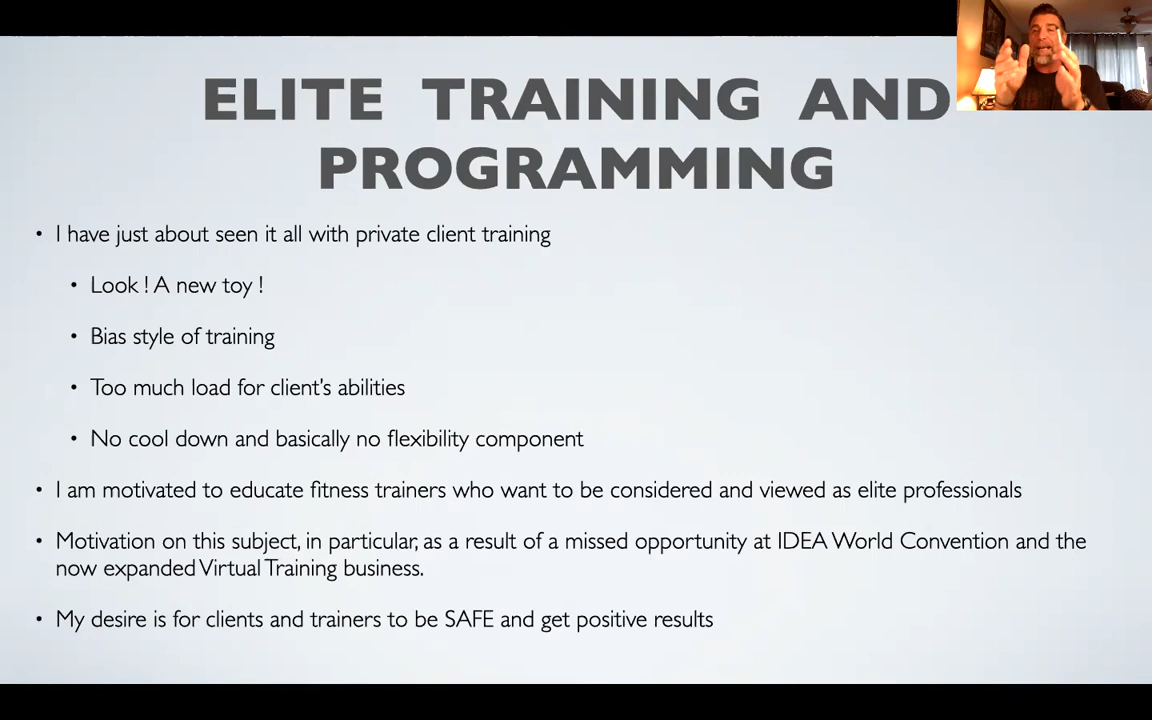 ELITE TRAINING AND
PROGRAMMING
• I have just about seen it all with private client training
• Look ! A new toy !
• Bias style of training
• Too much load for client's abilities
• No cool down and basically no flexibility component
• I am motivated to educate fitness trainers who want to be considered and viewed as elite professionals
• Motivation on this subject, in particular, as a result of a missed opportunity at IDEA World Convention and the
now expanded Virtual Training business.
• My desire is for clients and trainers to be SAFE and get positive results